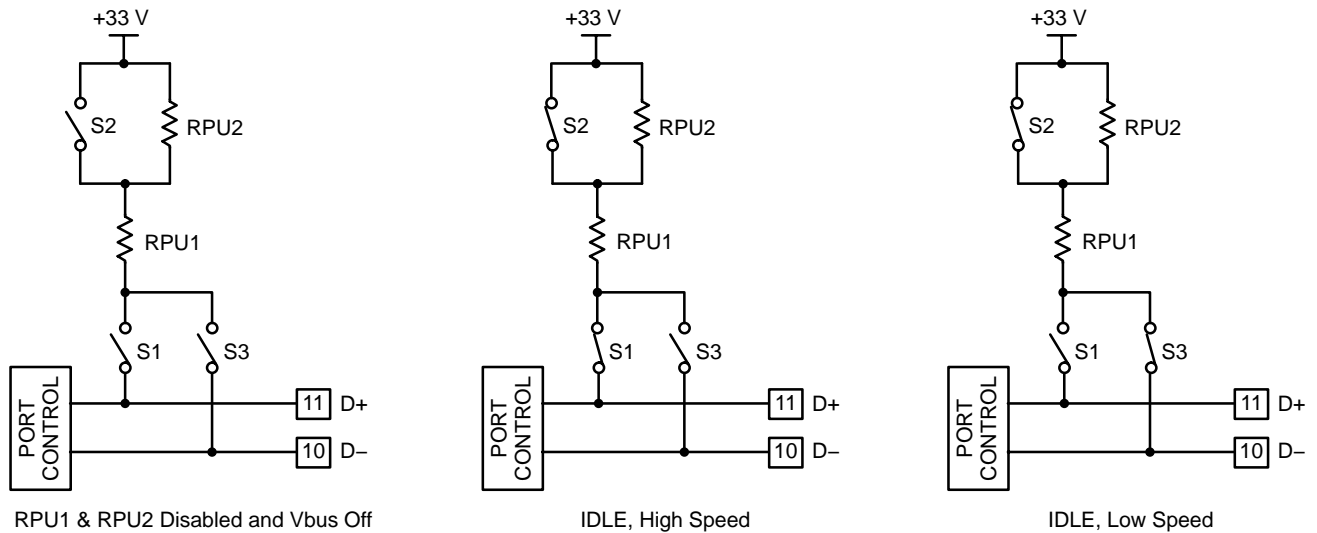 +33 V
S2
RPU2
RPU1
S1
S3
PORT
CONTROL
11 D+
10 D–
RPU1 & RPU2 Disabled and Vbus Off
+33 V
S2
RPU2
RPU1
S1
S3
PORT
CONTROL
11 D+
10 D–
IDLE, High Speed
+33 V
S2
RPU2
RPU1
S1
S3
PORT
CONTROL
11 D+
10 D–
IDLE, Low Speed